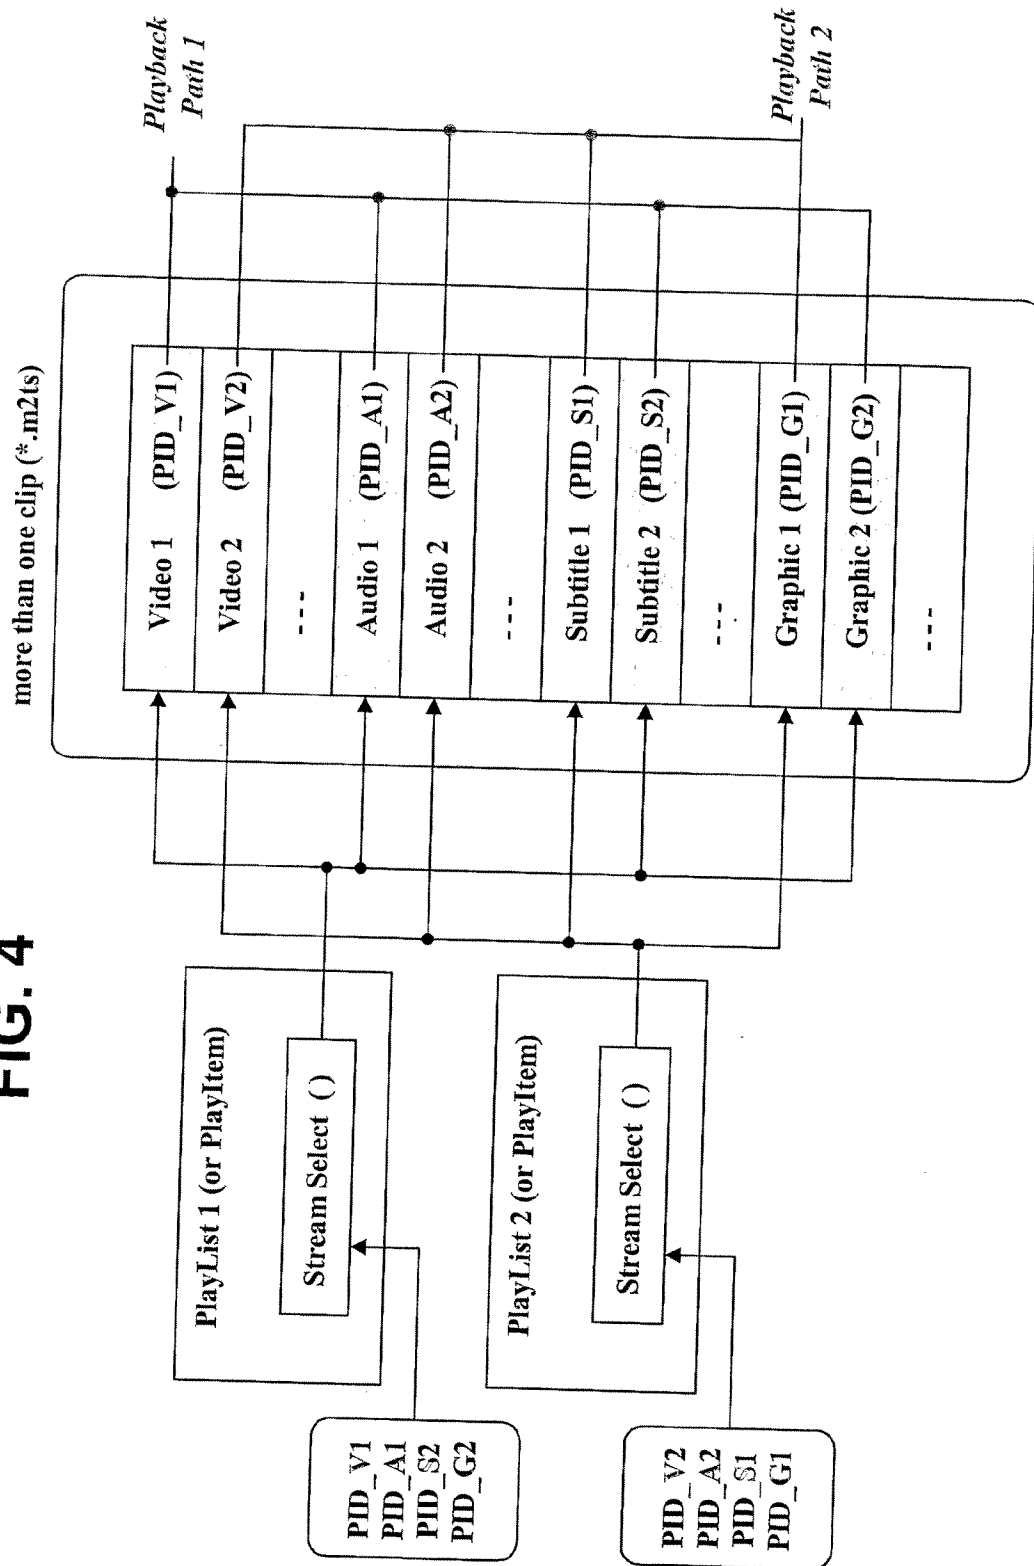 FIG. 4
more than one clip (*.m2ts)
Video 1 (PID_V1)
Video 2 (PID_V2)
---
Audio 1 (PID_A1)
Audio 2 (PID_A2)
---
Subtitle 1 (PID_S1)
Subtitle 2 (PID_S2)
---
Graphic 1 (PID_G1)
Graphic 2 (PID_G2)
---
Playback
Path 1
Playback
Path 2
PlayList 1 (or PlayItem)
Stream Select ( )
PID_V1
PID_A1
PID_S2
PID_G2
PlayList 2 (or PlayItem)
Stream Select ( )
PID_V2
PID_A2
PID_S1
PID_G1